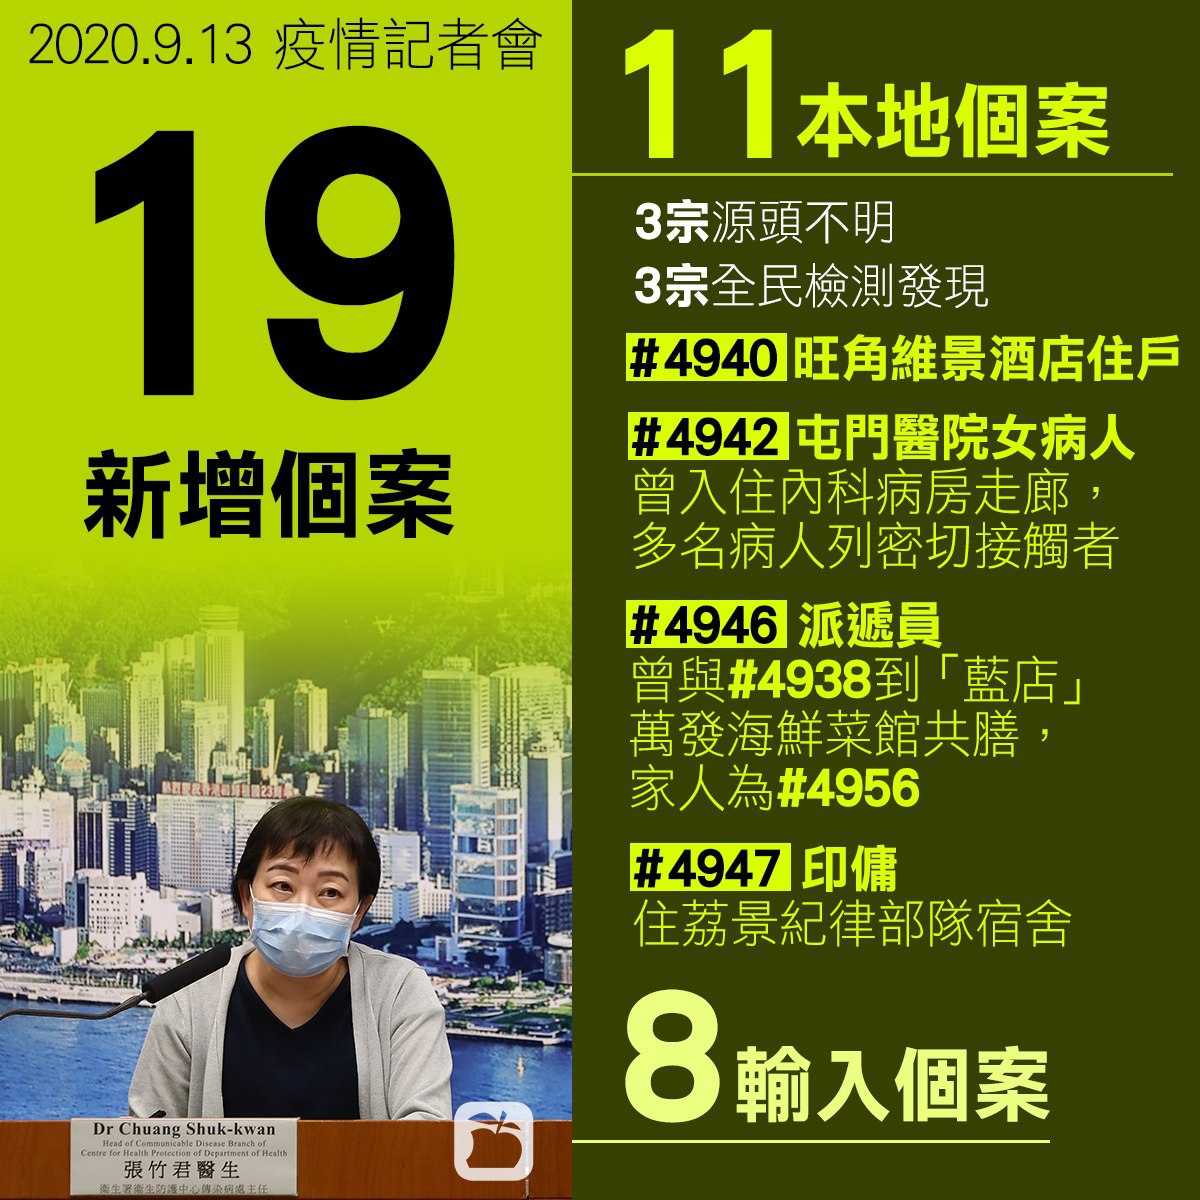 2020.9.13 疫情記者會
19
新增個案
11本地個案
3宗源頭不明
3宗全民檢測發現
#4940 旺角維景酒店住戶
#4942 屯門醫院女病人
曾入住內科病房走廊，
多名病人列密切接觸者
#4946 派遞員
曾與#4938到「藍店」
萬發海鮮菜館共膳，
家人為#4956
#4947 印傭
住荔景紀律部隊宿舍
8輸入個案
Dr Chuang Shuk-kwan
Head of Communicable Disease Branch of
Centre for Health Protection of Department of Health
張竹君醫生
衞生署衞生防護中心傳染病處主任